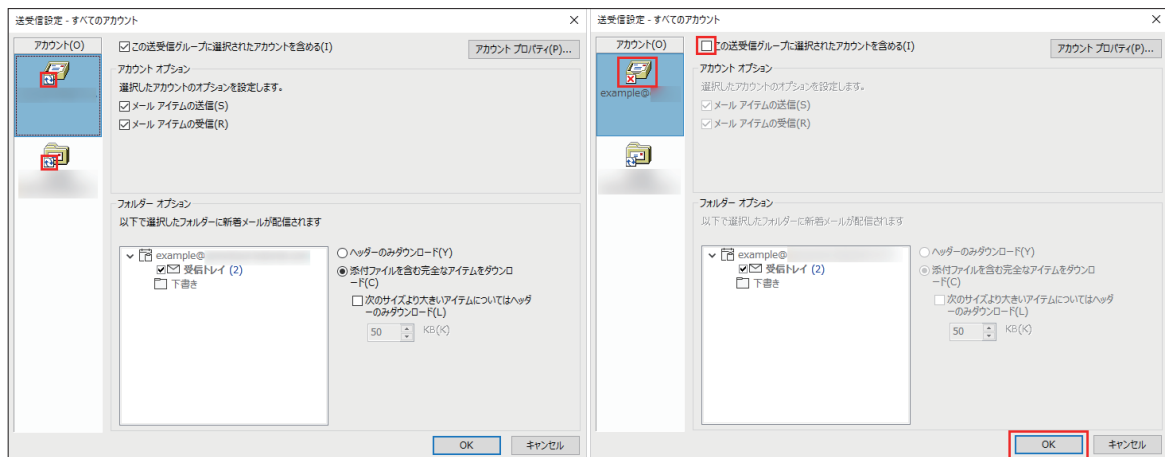 送受信設定 - すべてのアカウント
アカウント(O)
この送受信グループに選択されたアカウントを含める(I)
アカウント プロパティ(P)...
アカウント オプション
選択したアカウントのオプションを設定します。
メール アイテムの送信(S)
メール アイテムの受信(R)
フォルダー オプション
以下で選択したフォルダーに新着メールが配信されます
example@
受信トレイ (2)
下書き
ヘッダーのみダウンロード(Y)
添付ファイルを含む完全なアイテムをダウンロ
ード(C)
次のサイズより大きいアイテムについてはヘッダ
ーのみダウンロード(L)
50 KB(K)
OK
キャンセル
送受信設定 - すべてのアカウント
アカウント(O)
example@
この送受信グループに選択されたアカウントを含める(I)
アカウント プロパティ(P)...
アカウント オプション
選択したアカウントのオプションを設定します。
メール アイテムの送信(S)
メール アイテムの受信(R)
フォルダー オプション
以下で選択したフォルダーに新着メールが配信されます
example@
受信トレイ (2)
下書き
ヘッダーのみダウンロード(Y)
添付ファイルを含む完全なアイテムをダウンロ
ード(C)
次のサイズより大きいアイテムについてはヘッダ
ーのみダウンロード(L)
50 KB(K)
OK
キャンセル